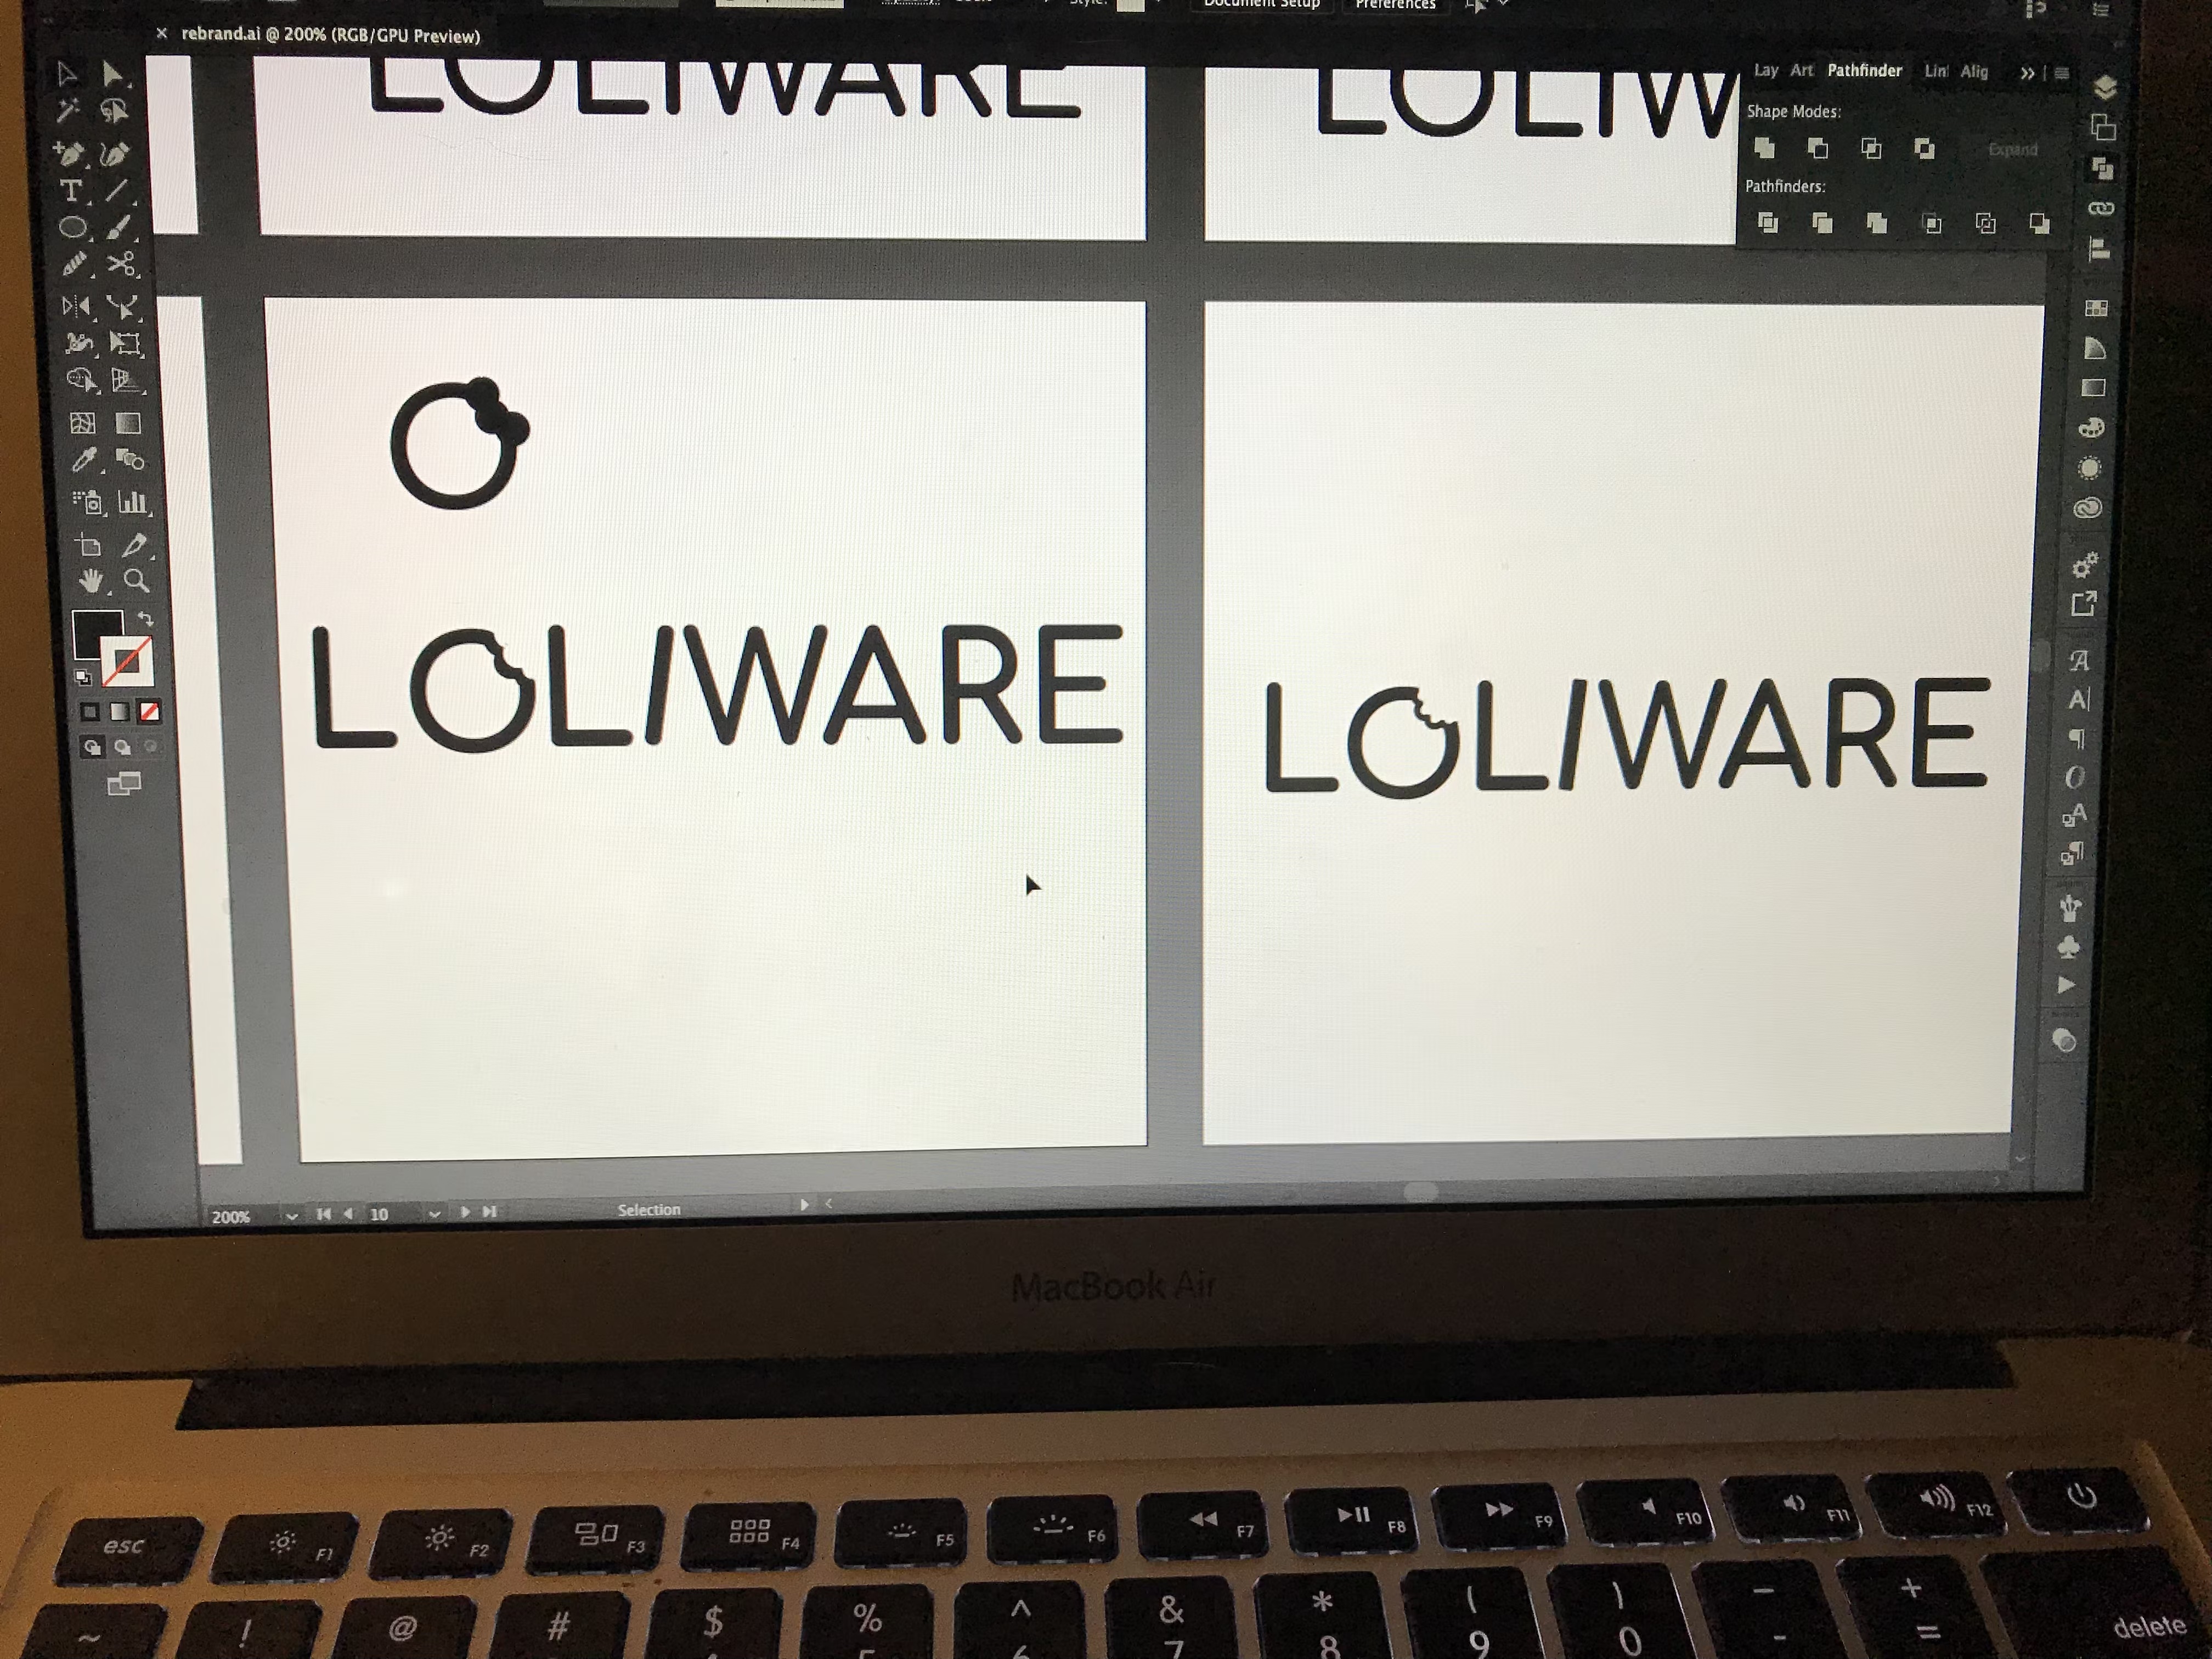 Style:
Document Setup
Preferences
× rebrand.ai @ 200% (RGB/GPU Preview)
LOLIWARE
LOLIW
Lay Art Pathfinder Lin Alig
Shape Modes:
Expand
Pathfinders:
LOLIWARE
LOLIWARE
200% 10 Selection
MacBook Air
esc F1 F2 F3 F4 F5 F6 F7 F8 F9 F10 F11 F12
~ ! @ # $ % ^ & * ( ) – +
7 8 9 0 - = delete